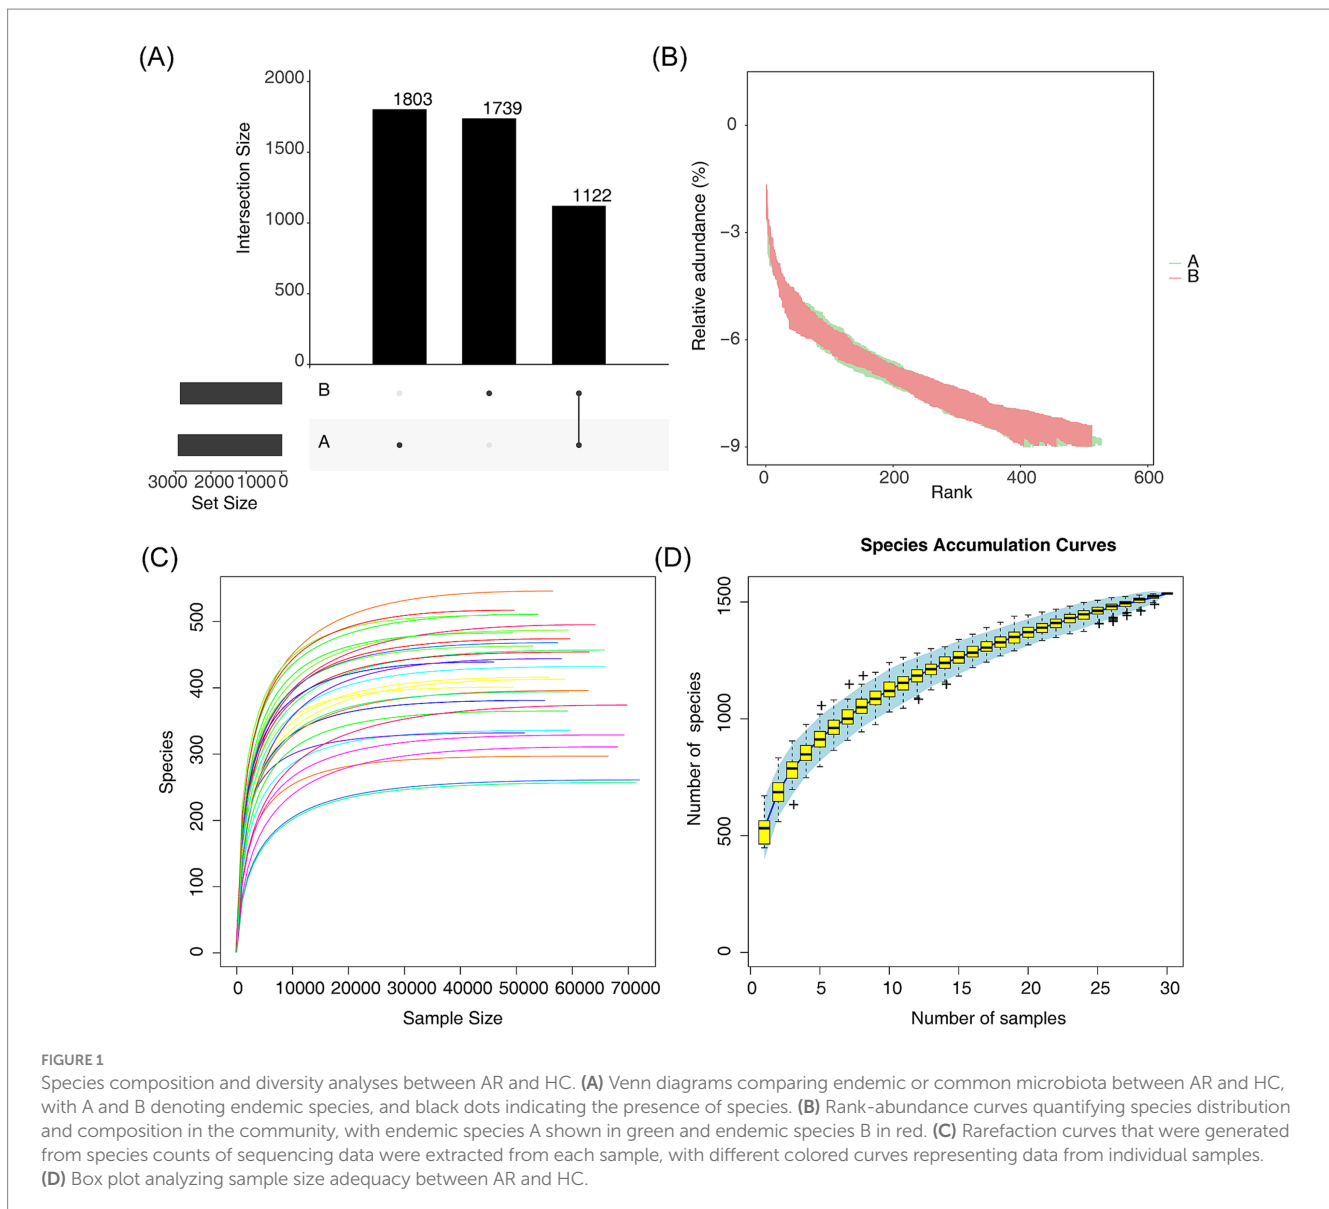 (A)
2000
1500
1000
500
0
Intersection Size
1803
1739
1122
B
A
3000 2000 1000 0
Set Size
(B)
0
−3
−6
−9
Relative adundance (%)
0 200 400 600
Rank
A
B
(C)
500
400
300
200
100
0
Species
0 10000 20000 30000 40000 50000 60000 70000
Sample Size
(D)
Species Accumulation Curves
1500
1000
500
0
Number of species
0 5 10 15 20 25 30
Number of samples
FIGURE 1
Species composition and diversity analyses between AR and HC. (A) Venn diagrams comparing endemic or common microbiota between AR and HC,
with A and B denoting endemic species, and black dots indicating the presence of species. (B) Rank-abundance curves quantifying species distribution
and composition in the community, with endemic species A shown in green and endemic species B in red. (C) Rarefaction curves that were generated
from species counts of sequencing data were extracted from each sample, with different colored curves representing data from individual samples.
(D) Box plot analyzing sample size adequacy between AR and HC.